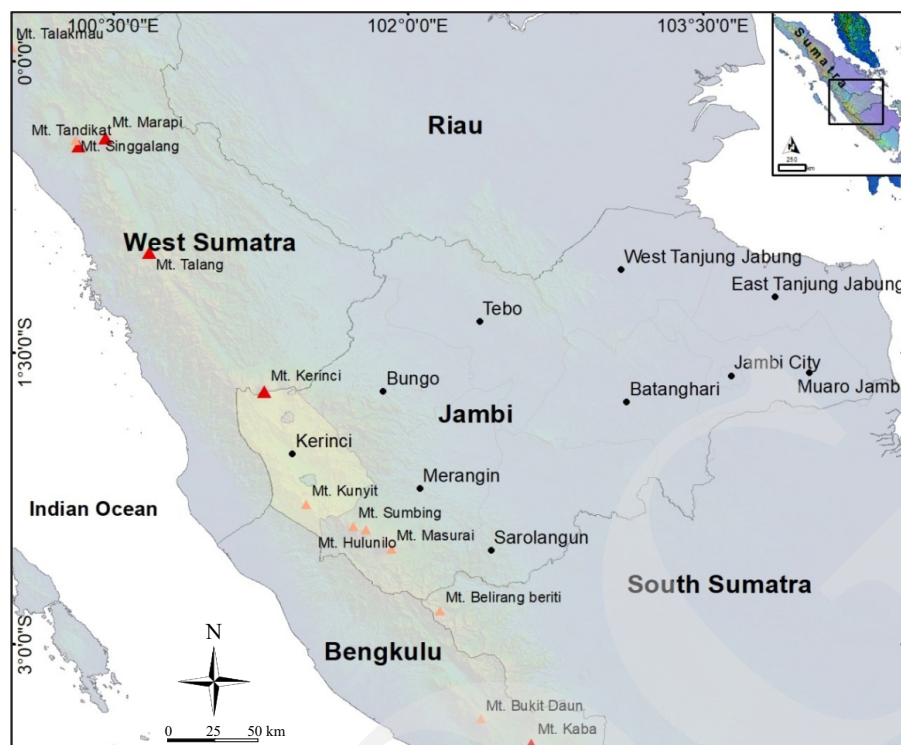 100°30'0"E
102°0'0"E
103°30'0"E
0°0'0"
1°30'0"S
3°0'0"S
Mt. Talakmau
Mt. Tandikat
Mt. Marapi
Mt. Singgalang
Riau
West Sumatra
Mt. Talang
West Tanjung Jabung
East Tanjung Jabung
Tebo
Mt. Kerinci
Bungo
Jambi
Jambi City
Batanghari
Muaro Jamb
Kerinci
Merangin
Mt. Kunyit
Indian Ocean
Mt. Sumbing
Mt. Hulunilo
Mt. Masurai
Sarolangun
South Sumatra
Mt. Belirang beriti
Bengkulu
Mt. Bukit Daun
Mt. Kaba
N
0 25 50 km
Sumatra
N
250
km